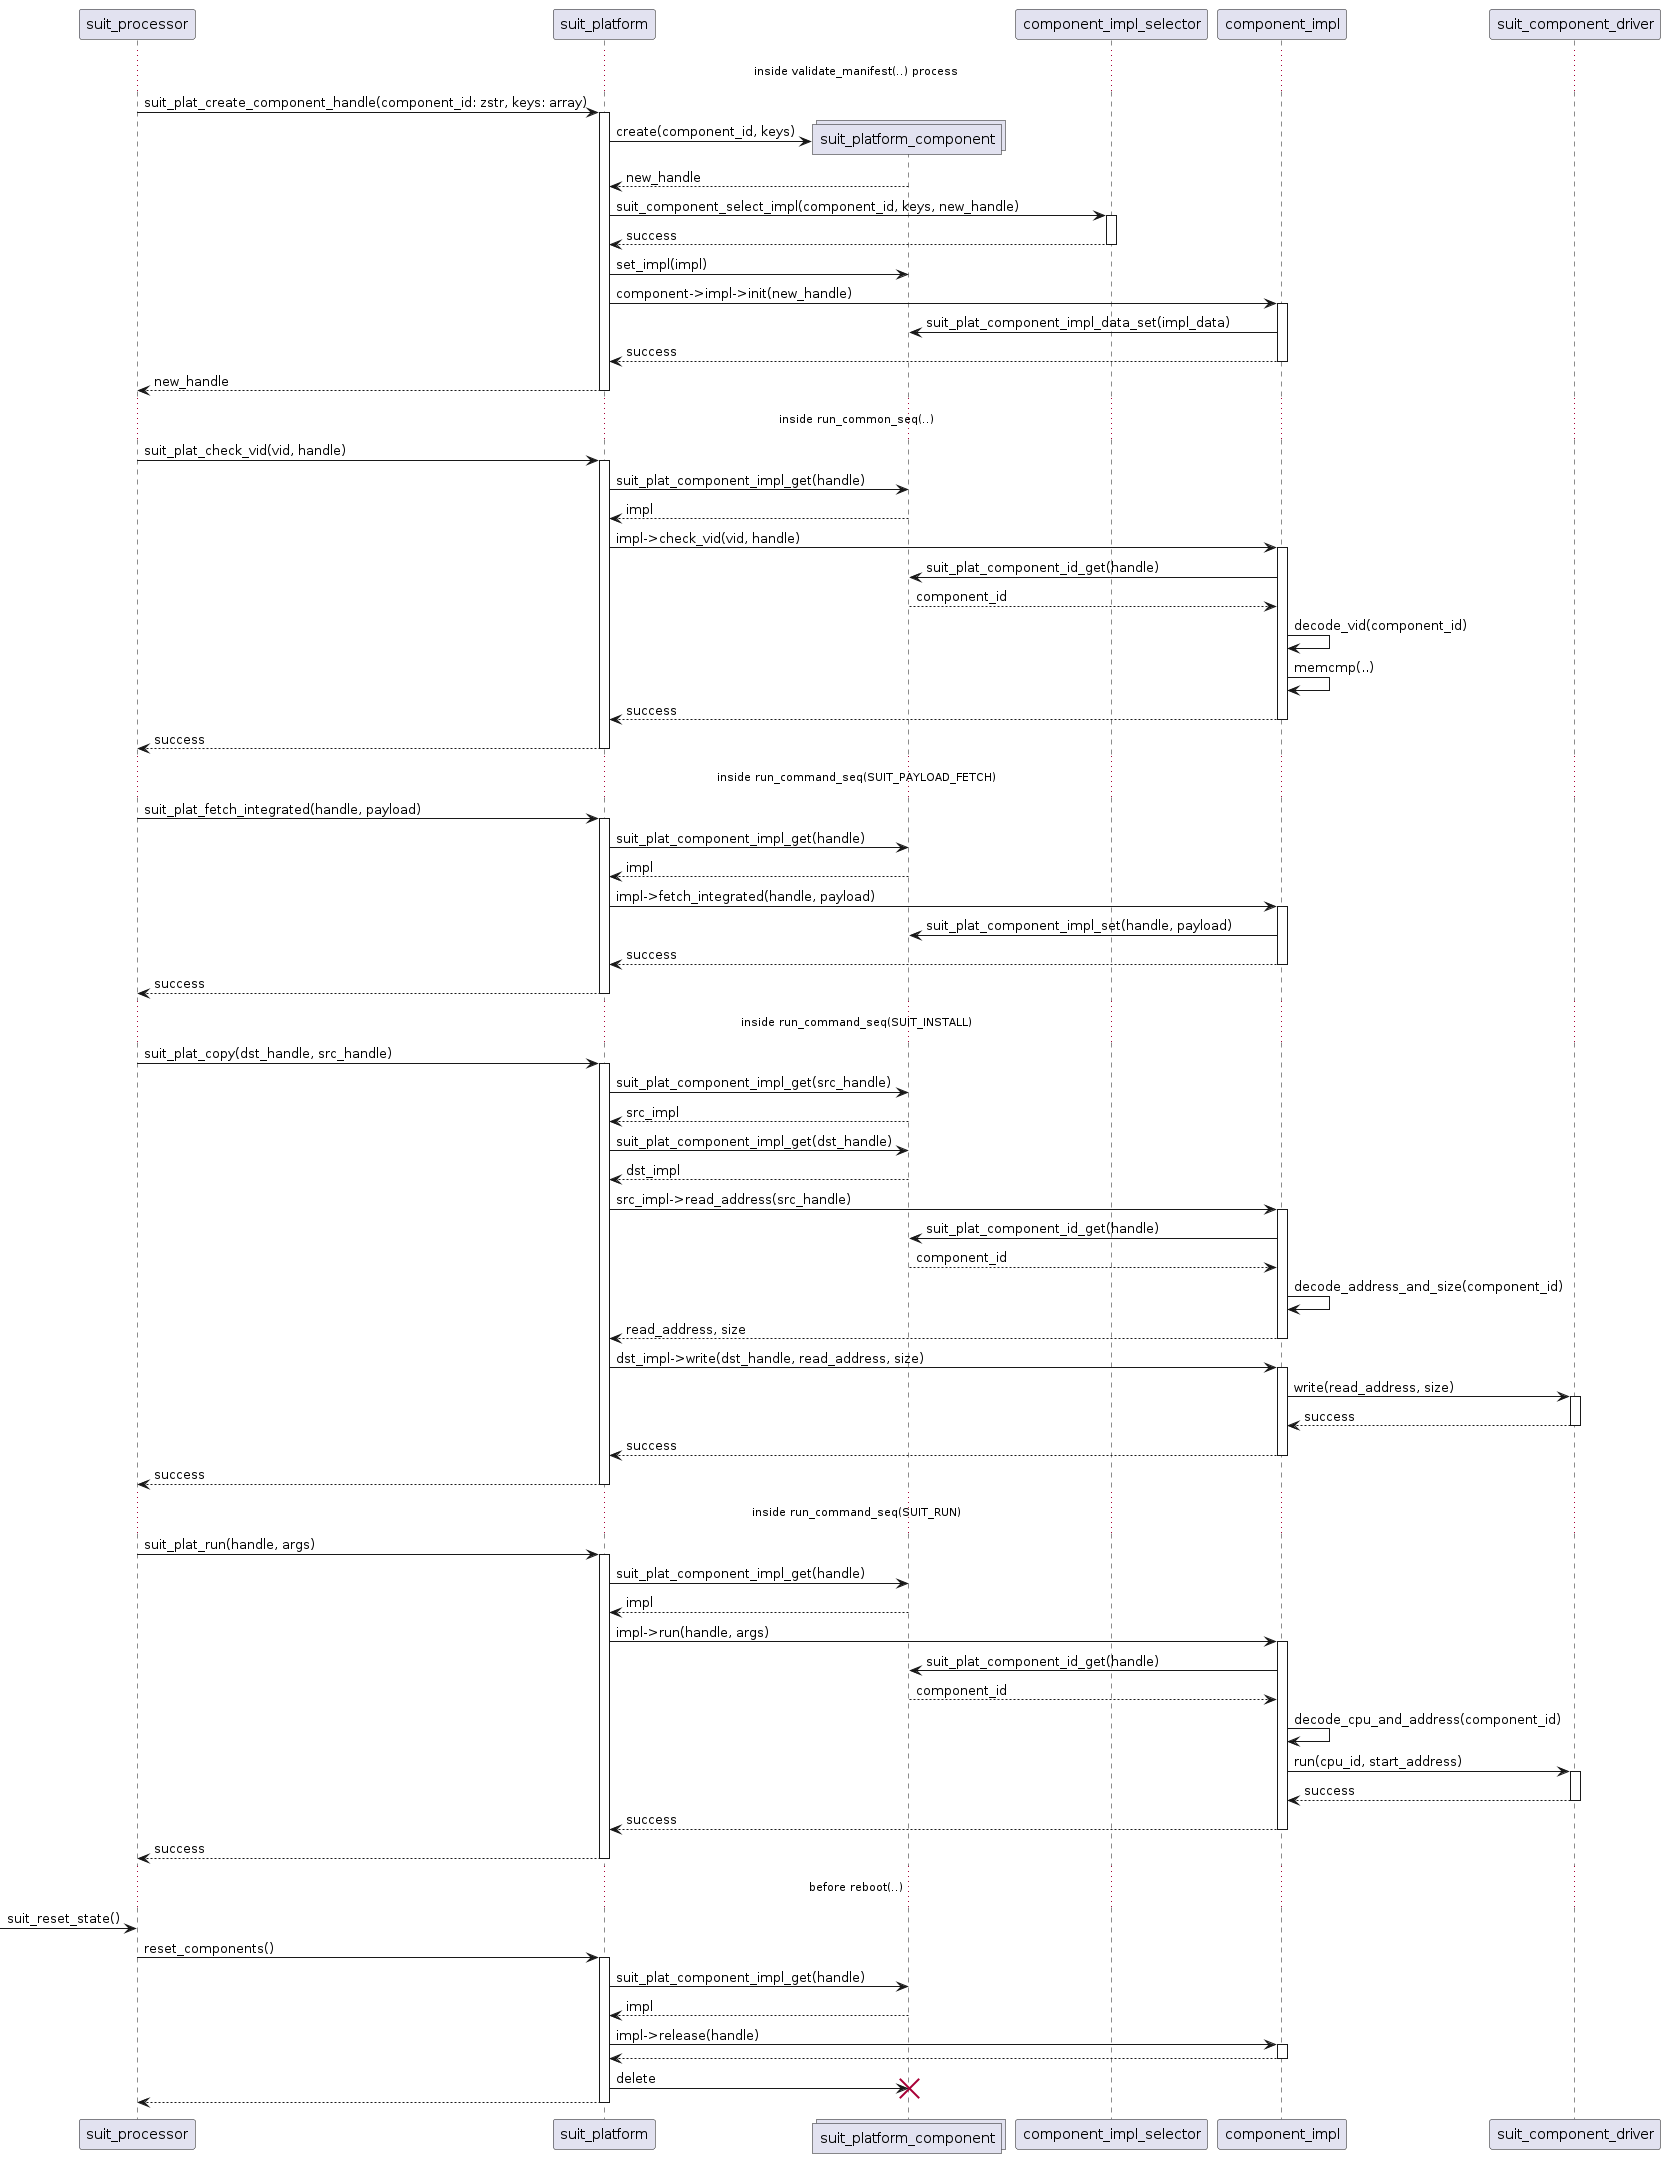 suit_processor
suit_platform
component_impl_selector
component_impl
suit_component_driver
inside validate_manifest(..) process
suit_plat_create_component_handle(component_id: zstr, keys: array)
create(component_id, keys)
suit_platform_component
new_handle
suit_component_select_impl(component_id, keys, new_handle)
success
set_impl(impl)
component->impl->init(new_handle)
suit_plat_component_impl_data_set(impl_data)
success
new_handle
inside run_common_seq(..)
suit_plat_check_vid(vid, handle)
suit_plat_component_impl_get(handle)
impl
impl->check_vid(vid, handle)
suit_plat_component_id_get(handle)
component_id
decode_vid(component_id)
memcmp(..)
success
success
inside run_command_seq(SUIT_PAYLOAD_FETCH)
suit_plat_fetch_integrated(handle, payload)
suit_plat_component_impl_get(handle)
impl
impl->fetch_integrated(handle, payload)
suit_plat_component_impl_set(handle, payload)
success
success
inside run_command_seq(SUIT_INSTALL)
suit_plat_copy(dst_handle, src_handle)
suit_plat_component_impl_get(src_handle)
src_impl
suit_plat_component_impl_get(dst_handle)
dst_impl
src_impl->read_address(src_handle)
suit_plat_component_id_get(handle)
component_id
decode_address_and_size(component_id)
read_address, size
dst_impl->write(dst_handle, read_address, size)
write(read_address, size)
success
success
success
inside run_command_seq(SUIT_RUN)
suit_plat_run(handle, args)
suit_plat_component_impl_get(handle)
impl
impl->run(handle, args)
suit_plat_component_id_get(handle)
component_id
decode_cpu_and_address(component_id)
run(cpu_id, start_address)
success
success
success
before reboot(..)
suit_reset_state()
reset_components()
suit_plat_component_impl_get(handle)
impl
impl->release(handle)
delete
suit_processor
suit_platform
suit_platform_component
component_impl_selector
component_impl
suit_component_driver